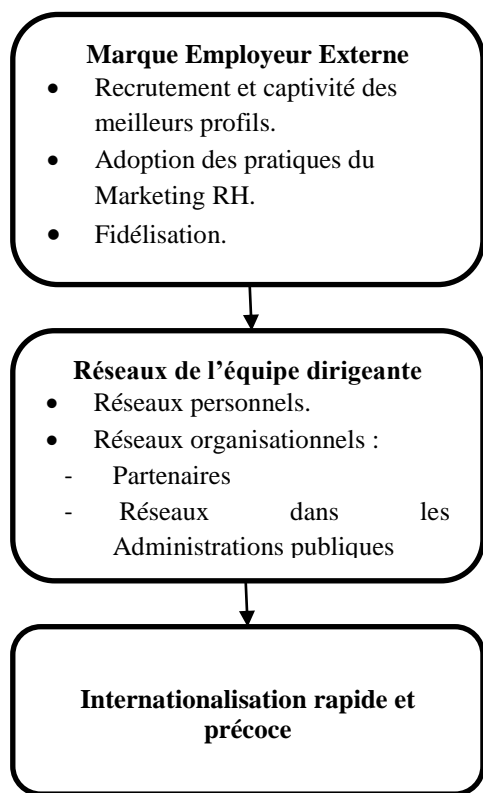 Marque Employeur Externe
• Recrutement et captivité des
meilleurs profils.
• Adoption des pratiques du
Marketing RH.
• Fidélisation.
Réseaux de l’équipe dirigeante
• Réseaux personnels.
• Réseaux organisationnels :
- Partenaires
- Réseaux dans les
Administrations publiques
Internationalisation rapide et
précoce